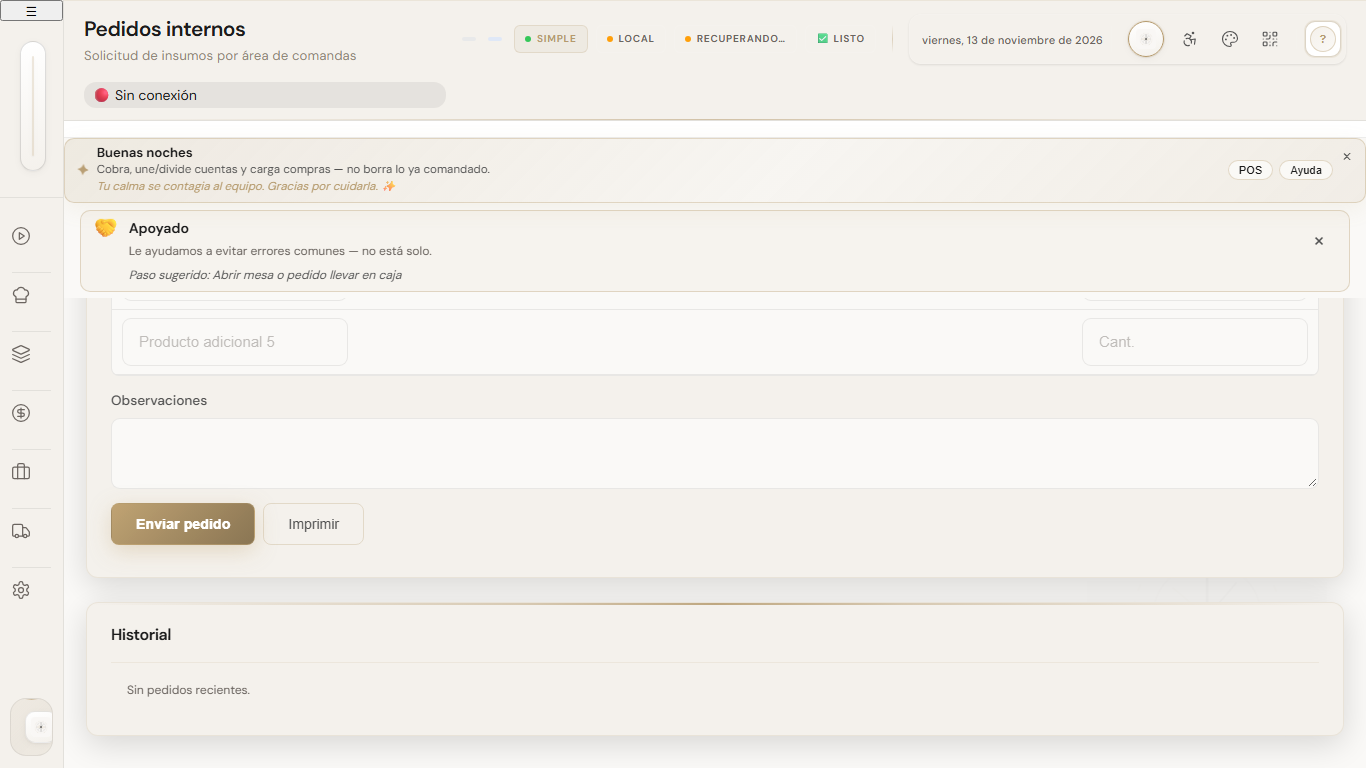 ☰
Pedidos internos
Solicitud de insumos por área de comandas
SIMPLE
LOCAL
RECUPERANDO…
✅ LISTO
viernes, 13 de noviembre de 2026
?
Sin conexión
Buenas noches
Cobra, une/divide cuentas y carga compras — no borra lo ya comandado.
Tu calma se contagia al equipo. Gracias por cuidarla. ✨
POS
Ayuda
×
Apoyado
Le ayudamos a evitar errores comunes — no está solo.
Paso sugerido: Abrir mesa o pedido llevar en caja
×
Producto adicional 5
Cant.
Observaciones
Enviar pedido
Imprimir
Historial
Sin pedidos recientes.